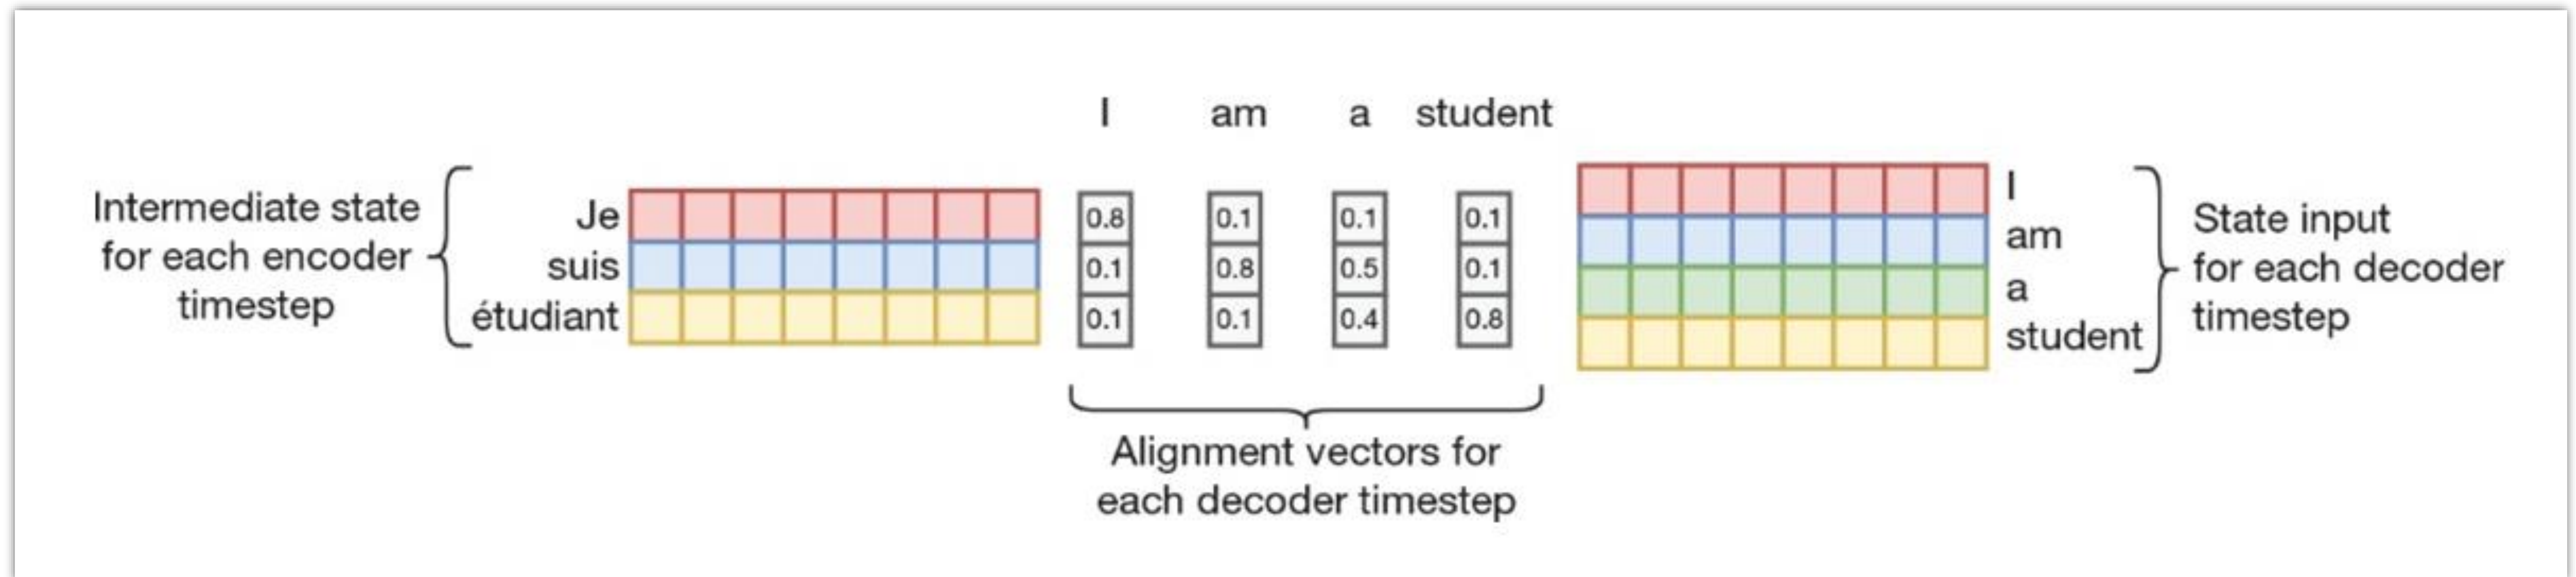 I am a student
Intermediate state
for each encoder
timestep
Je
suis
étudiant
0.8 0.1 0.1 0.1
0.1 0.8 0.5 0.1
0.1 0.1 0.4 0.8
I
am
a
student
State input
for each decoder
timestep
Alignment vectors for
each decoder timestep